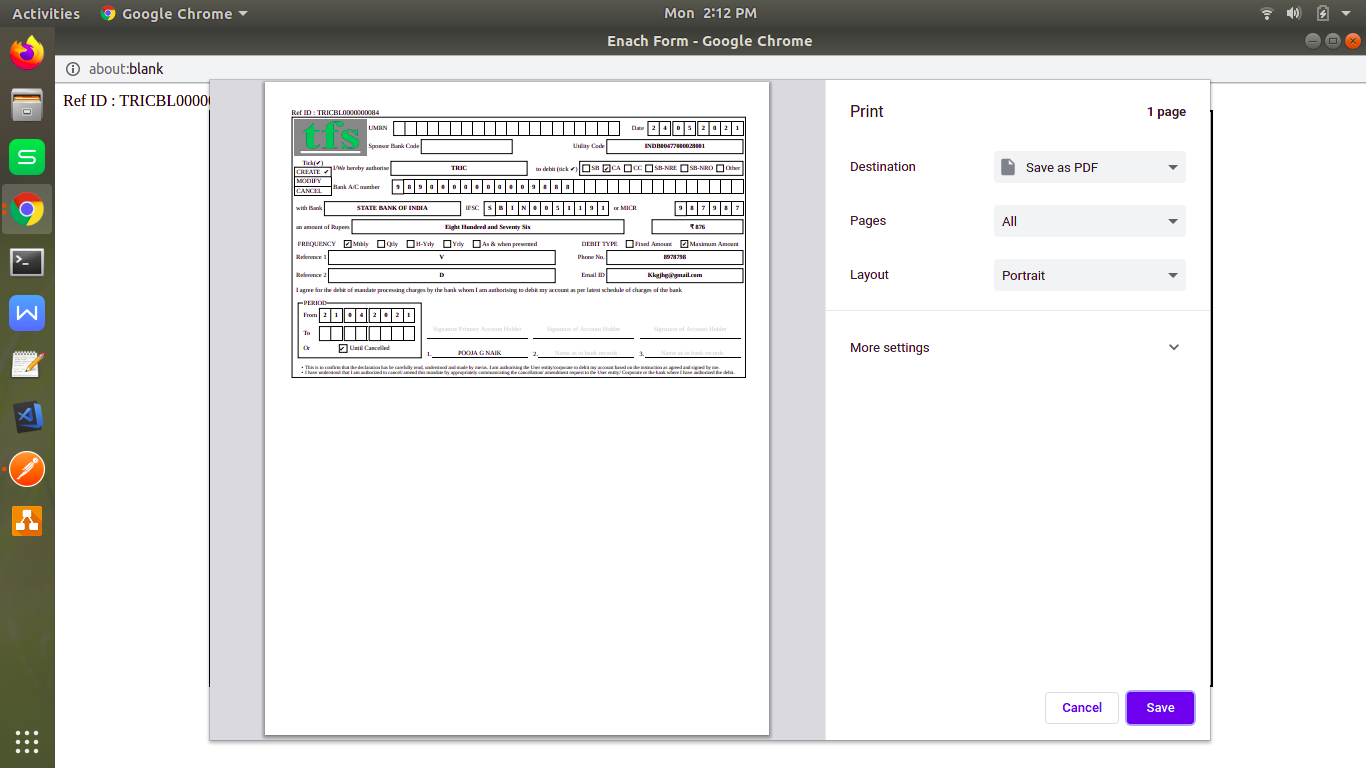 Activities Google Chrome Mon 2:12 PM
Enach Form - Google Chrome
about:blank
Ref ID : TRICBL0000
Ref ID : TRICBL0000000084
tfs
UMRN Date 2 4 0 5 2 0 2 1
Sponsor Bank Code Utility Code INDB00477000028001
Tick(✔)
CREATE ✔
MODIFY
CANCEL
I/We hereby authorise TRIC to debit (tick ✔) SB ✔ CA CC SB-NRE SB-NRO Other
Bank A/C number 9 8 9 0 0 0 0 0 0 0 0 9 8 8 8
with Bank STATE BANK OF INDIA IFSC S B I N 0 0 5 1 1 9 1 or MICR 9 8 7 9 8 7
an amount of Rupees Eight Hundred and Seventy Six ₹ 876
FREQUENCY ✔ Mthly Qtly H-Yrly Yrly As & when presented DEBIT TYPE Fixed Amount ✔ Maximum Amount
Reference 1 V Phone No. 8978798
Reference 2 D Email ID Kkgjhg@gmail.com
I agree for the debit of mandate processing charges by the bank whom I am authorising to debit my account as per latest schedule of charges of the bank.
PERIOD
From 2 1 0 4 2 0 2 1
To
Or ✔ Until Cancelled
Signature Primary Account Holder Signature of Account Holder Signature of Account Holder
1. POOJA G NAIK 2. Name as in bank records 3. Name as in bank records
• This is to confirm that the declaration has be carefully read, understood and made by me/us. I am authorising the User entity/corporate to debit my account based on the instruction as agreed and signed by me.
• I have understood that I am authorized to cancel/ amend this mandate by appropriately communicating the cancellation/ amendment request to the User entity/ Corporate or the bank where I have authorized the debit.
Print 1 page
Destination Save as PDF
Pages All
Layout Portrait
More settings
Cancel Save